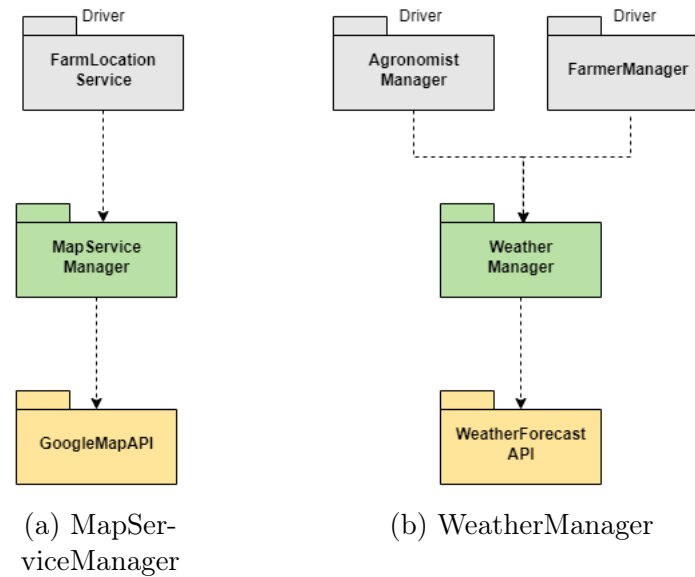 Driver
FarmLocation
Service
MapService
Manager
GoogleMapAPI
(a) MapSer-
viceManager
Driver
Agronomist
Manager
Driver
FarmerManager
Weather
Manager
WeatherForecast
API
(b) WeatherManager